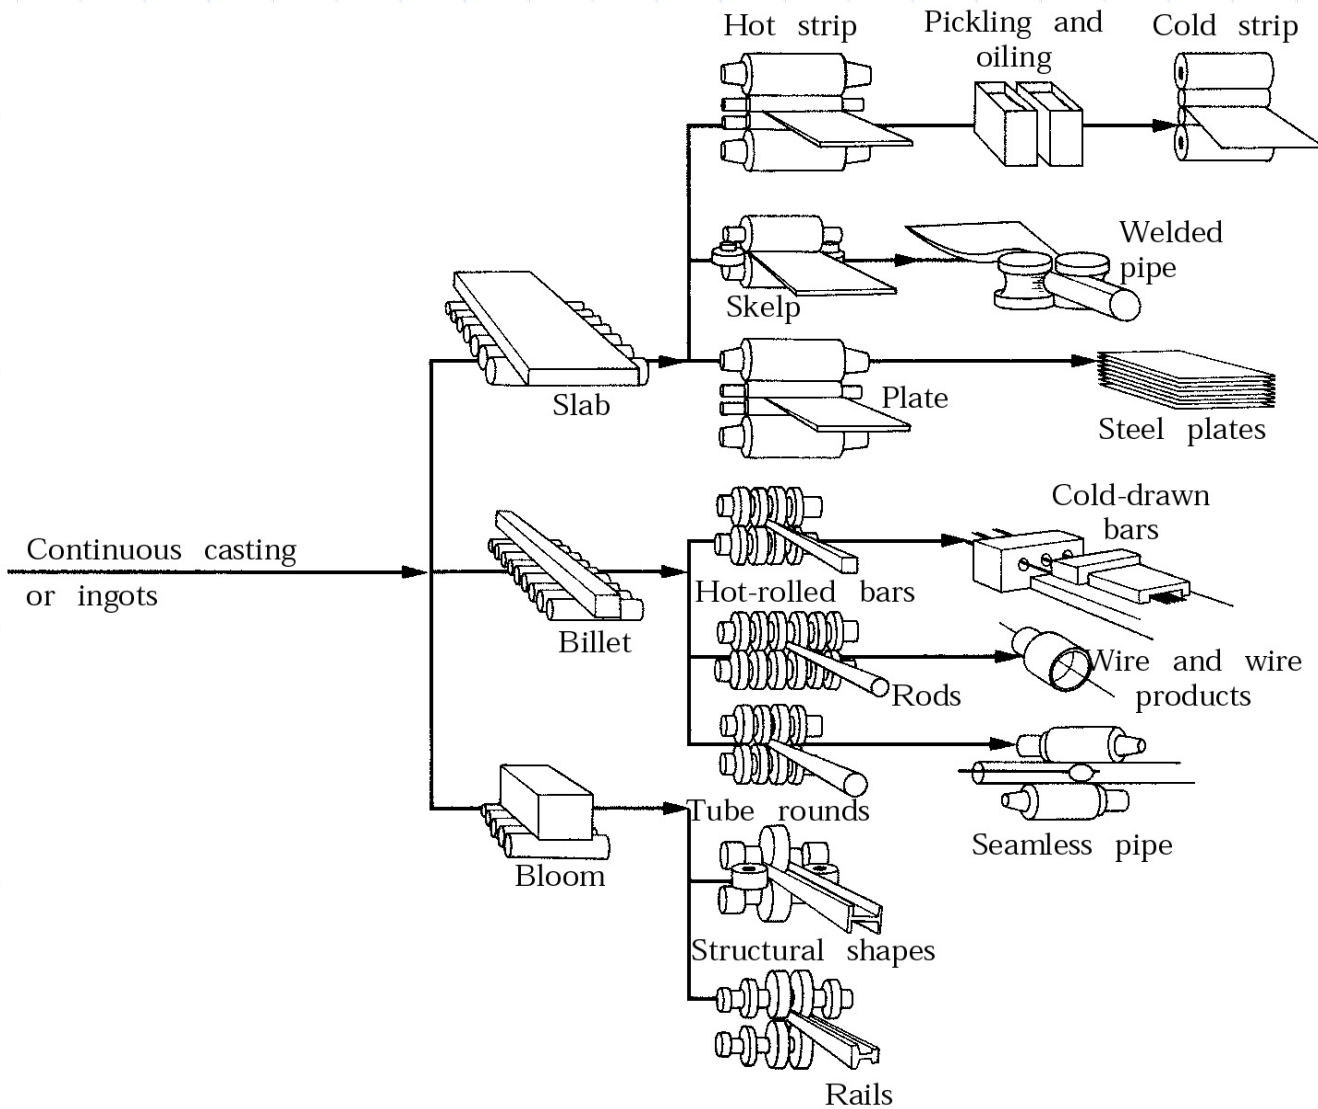 Hot strip
Pickling and
oiling
Cold strip
Welded
pipe
Skelp
Slab
Plate
Steel plates
Continuous casting
or ingots
Cold-drawn
bars
Hot-rolled bars
Billet
Wire and wire
products
Rods
Tube rounds
Seamless pipe
Bloom
Structural shapes
Rails